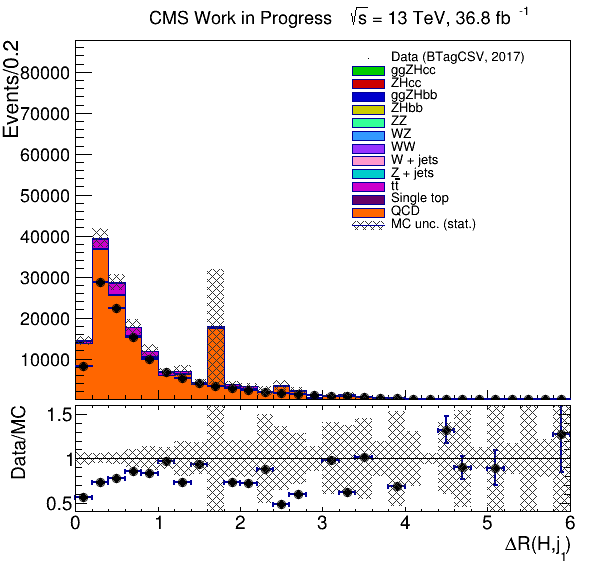 CMS Work in Progress √s = 13 TeV, 36.8 fb⁻¹
Events/0.2
80000
70000
60000
50000
40000
30000
20000
10000
Data (BTagCSV, 2017)
ggZHcc
ZHcc
ggZHbb
ZHbb
ZZ
WZ
WW
W + jets
Z + jets
tt̅
Single top
QCD
MC unc. (stat.)
Data/MC
1.5
1
0.5
0 1 2 3 4 5 6
ΔR(H,j₁)